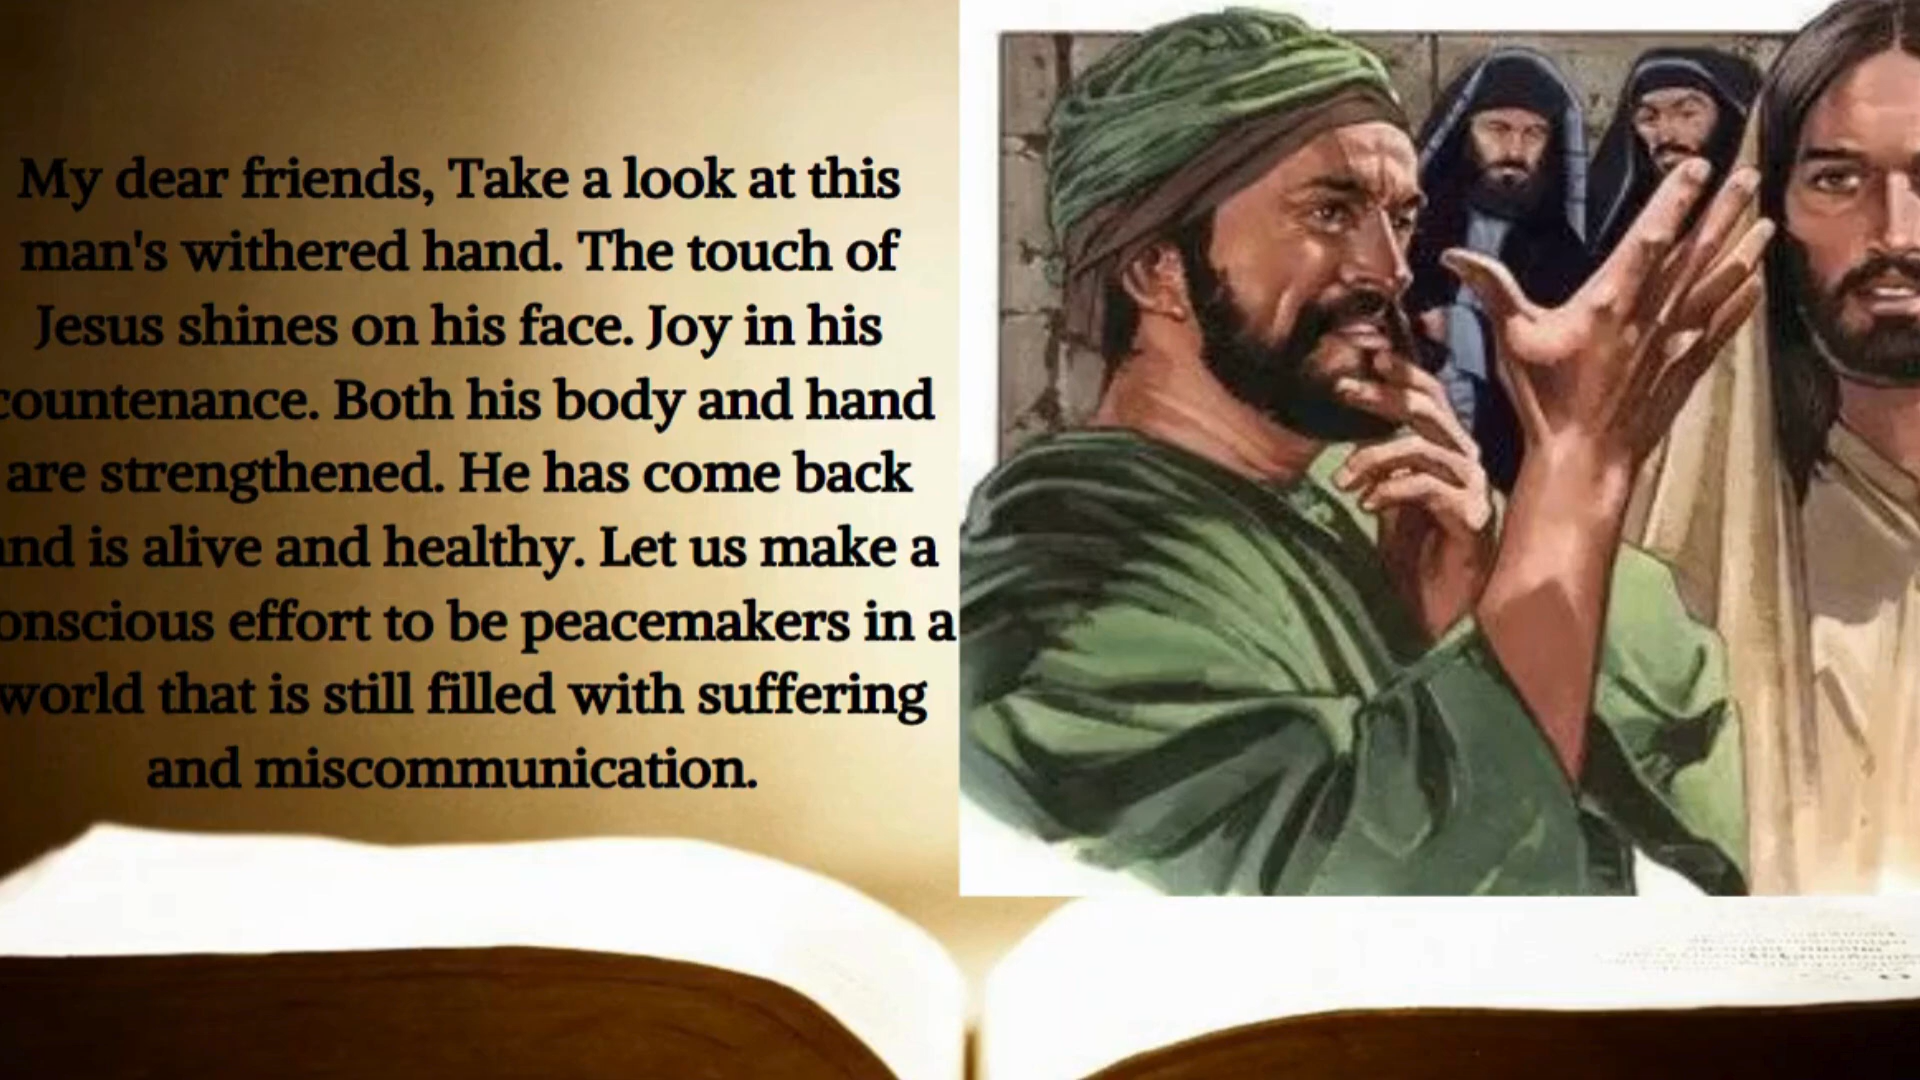 My dear friends, Take a look at this
man's withered hand. The touch of
Jesus shines on his face. Joy in his
countenance. Both his body and hand
are strengthened. He has come back
and is alive and healthy. Let us make a
conscious effort to be peacemakers in a
world that is still filled with suffering
and miscommunication.